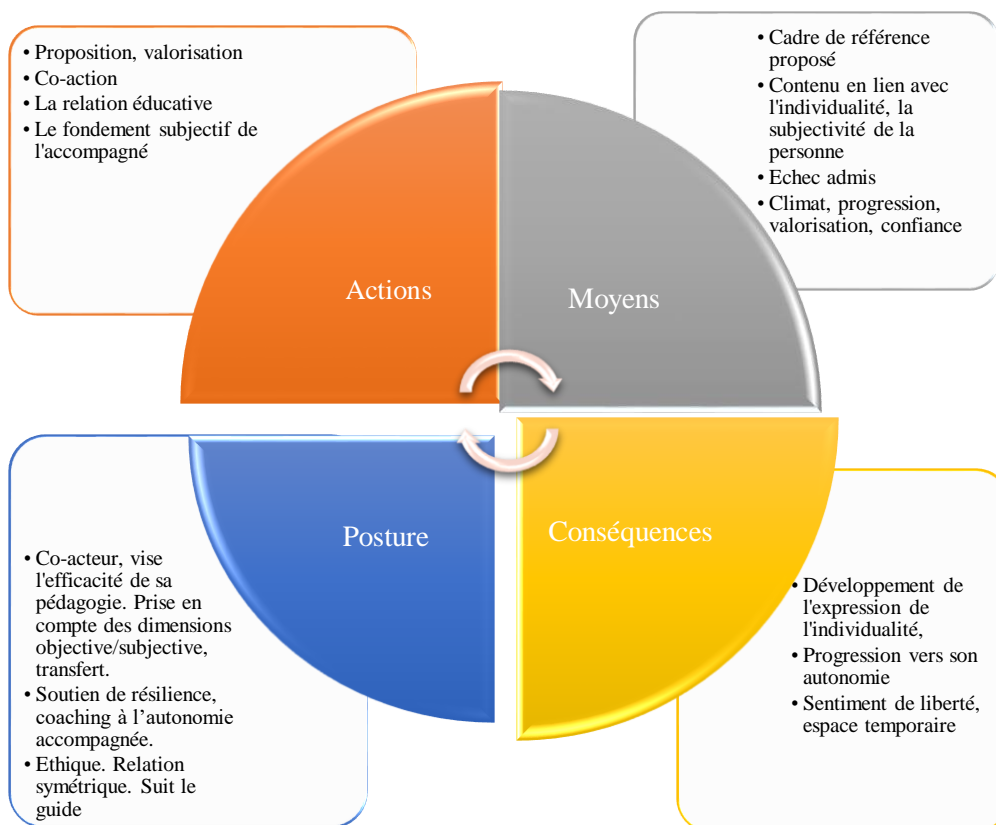 • Proposition, valorisation
• Co-action
• La relation éducative
• Le fondement subjectif de
l'accompagné
• Cadre de référence
proposé
• Contenu en lien avec
l'individualité, la
subjectivité de la
personne
• Echec admis
• Climat, progression,
valorisation, confiance
Actions
Moyens
Posture
Conséquences
• Co-acteur, vise
l'efficacité de sa
pédagogie. Prise en
compte des dimensions
objective/subjective,
transfert.
• Soutien de résilience,
coaching à l’autonomie
accompagnée.
• Ethique. Relation
symétrique. Suit le
guide
• Développement de
l'expression de
l'individualité,
• Progression vers son
autonomie
• Sentiment de liberté,
espace temporaire